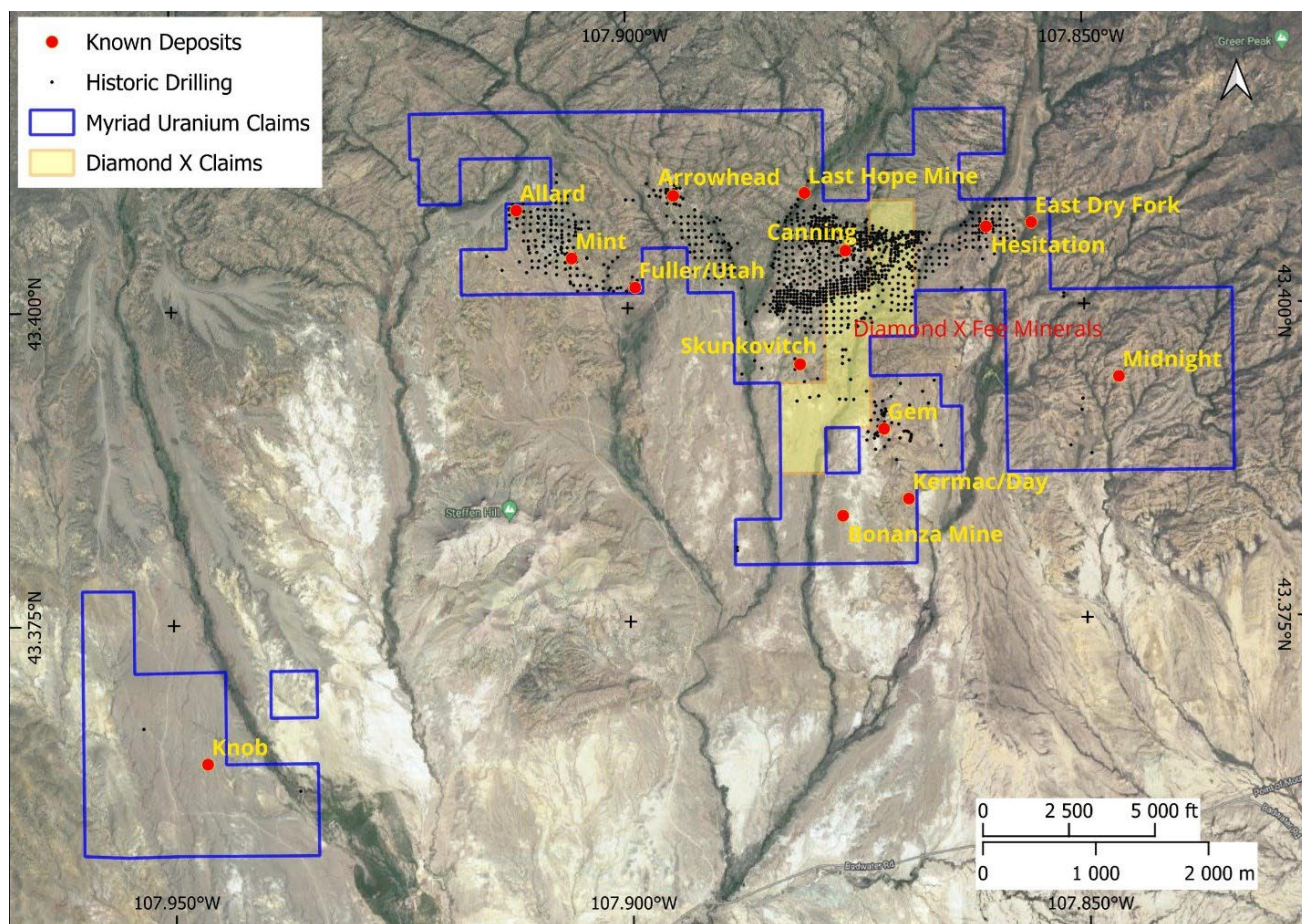 Known Deposits
Historic Drilling
Myriad Uranium Claims
Diamond X Claims
107.900°W
107.850°W
Greer Peak
Allard
Arrowhead
Last Hope Mine
East Dry Fork
Mint
Canning
Hesitation
Fuller/Utah
43.400°N
43.400°N
Diamond X Fee Minerals
Skunkovitch
Midnight
Gem
Kermac/Day
Steffen Hill
Bonanza Mine
43.375°N
43.375°N
Knob
Badwater Rd
Badwater Rd
0 2 500 5 000 ft
0 1 000 2 000 m
107.950°W
107.900°W
107.850°W